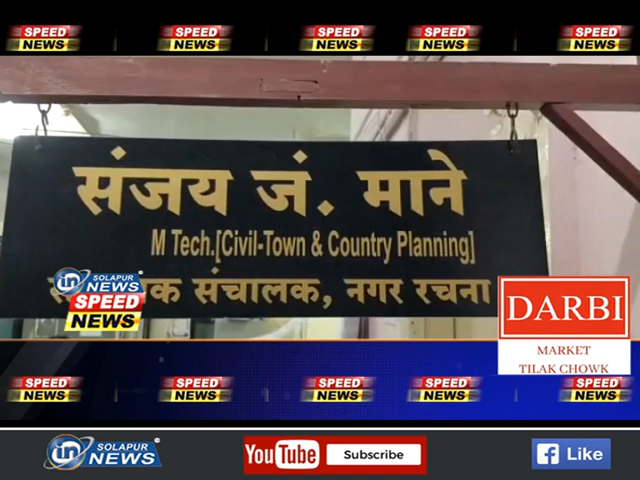 SPEED NEWS SPEED NEWS SPEED NEWS SPEED NEWS SPEED NEWS
संजय जं. माने
M Tech.[Civil-Town & Country Planning]
संचालक, नगर रचना
in SOLAPUR NEWS
SPEED NEWS
DARBI
MARKET
TILAK CHOWK
SPEED NEWS SPEED NEWS SPEED NEWS SPEED NEWS SPEED NEWS
in SOLAPUR NEWS
YouTube Subscribe
f Like